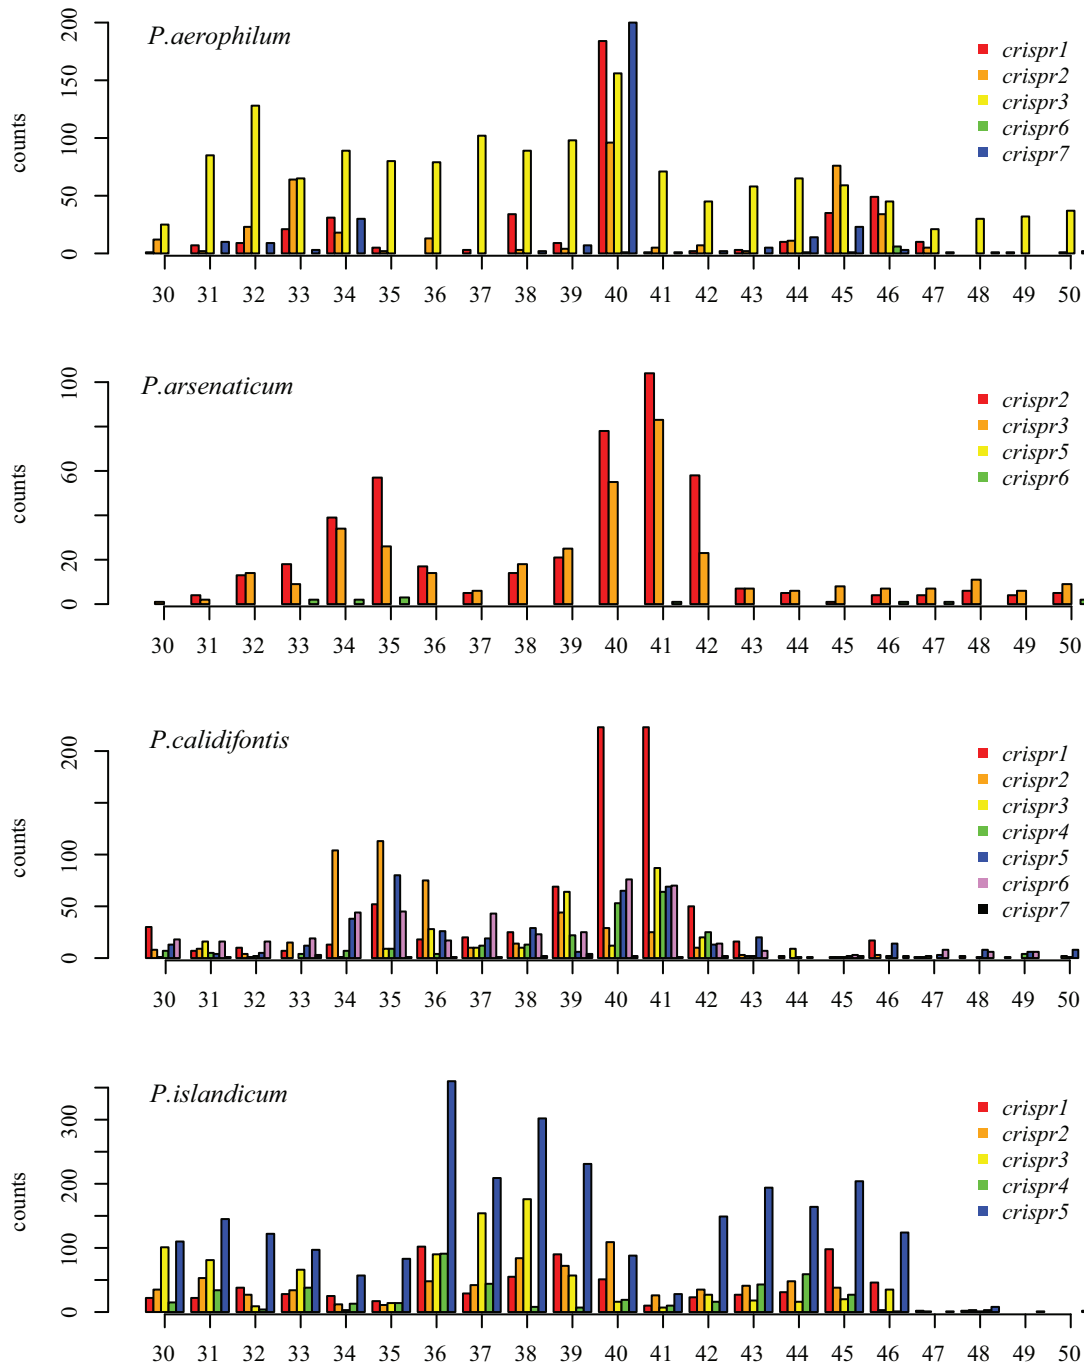 P.aerophilum
counts
200
150
100
50
0
crispr1
crispr2
crispr3
crispr6
crispr7
30 31 32 33 34 35 36 37 38 39 40 41 42 43 44 45 46 47 48 49 50
P.arsenaticum
counts
100
60
20
0
crispr2
crispr3
crispr5
crispr6
30 31 32 33 34 35 36 37 38 39 40 41 42 43 44 45 46 47 48 49 50
P.calidifontis
counts
200
100
50
0
crispr1
crispr2
crispr3
crispr4
crispr5
crispr6
crispr7
30 31 32 33 34 35 36 37 38 39 40 41 42 43 44 45 46 47 48 49 50
P.islandicum
counts
300
200
100
0
crispr1
crispr2
crispr3
crispr4
crispr5
30 31 32 33 34 35 36 37 38 39 40 41 42 43 44 45 46 47 48 49 50